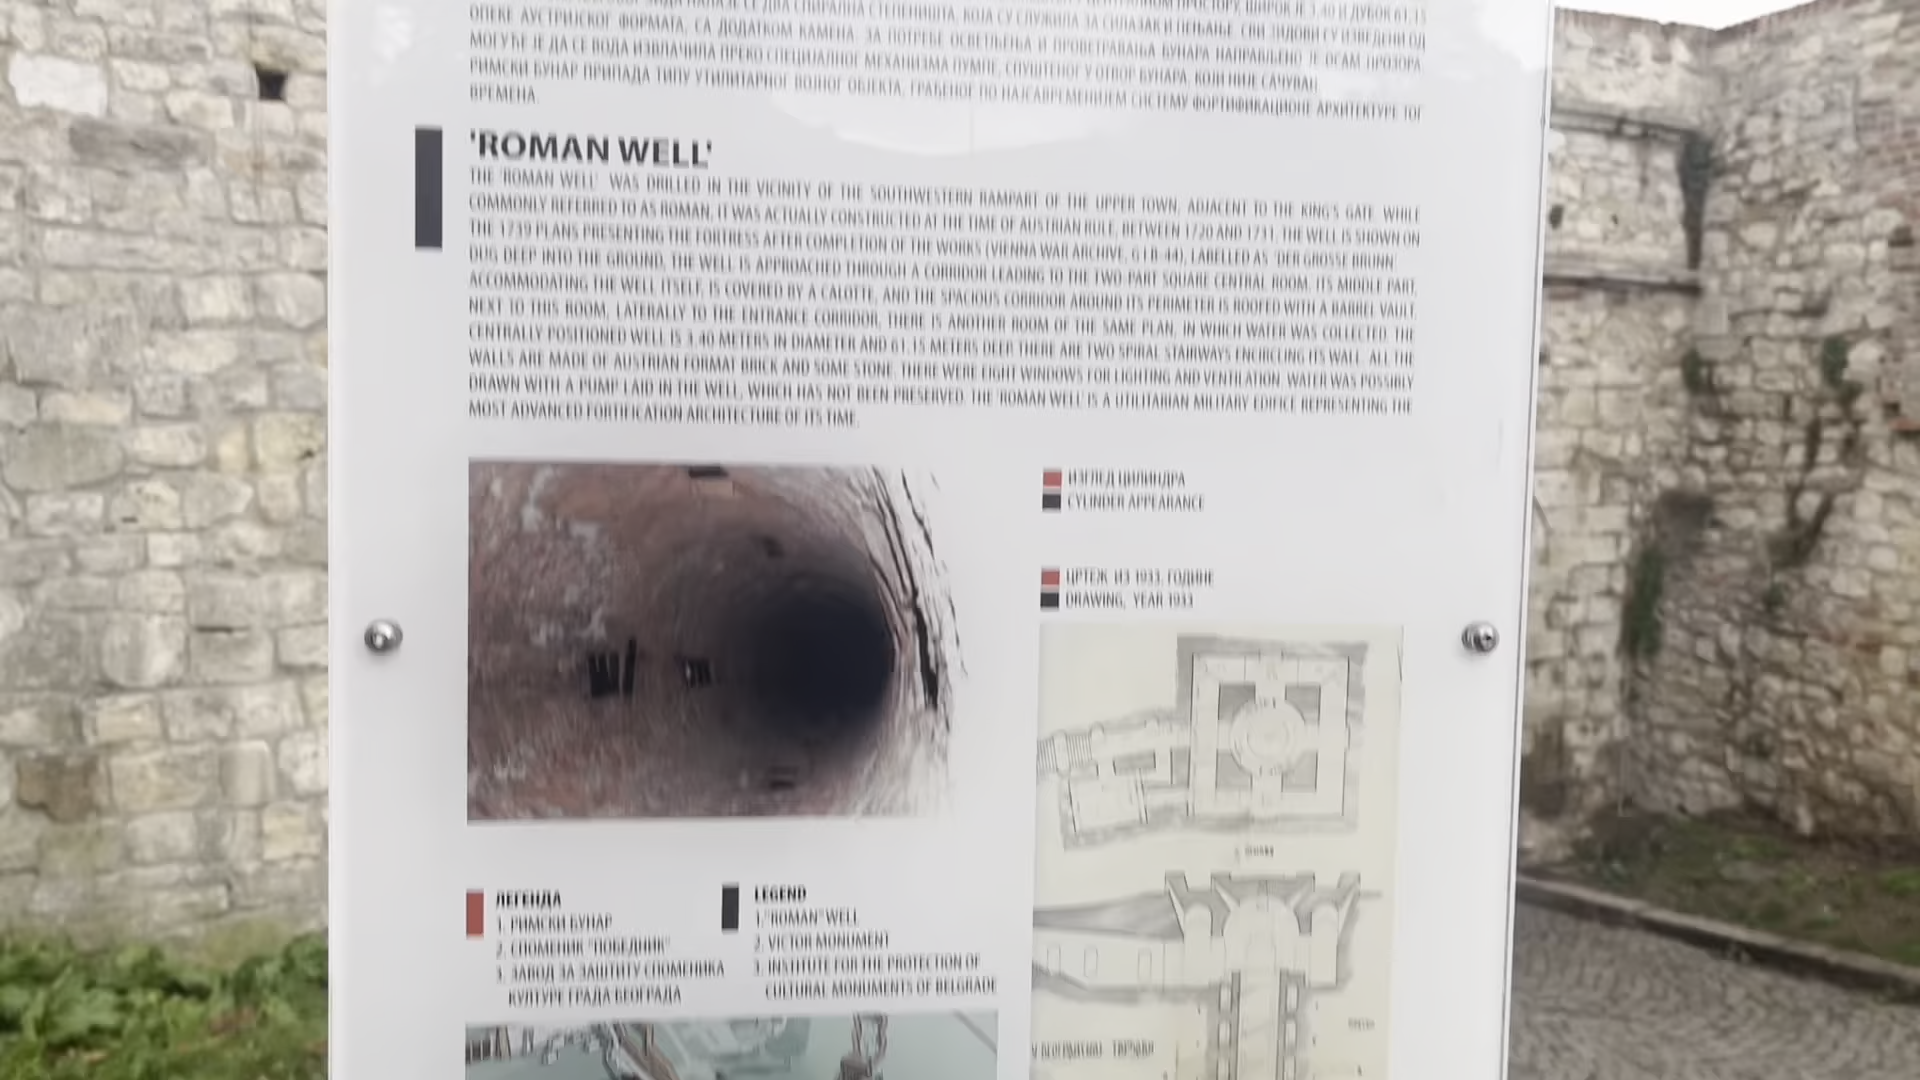 ОПЕКЕ АУСТРИЈСКОГ ФОРМАТА, СА ДОДАТКОМ КАМЕНА. ЗА ПОТРЕБЕ ОСВЕТЉЕЊА И ПРОВЕТРАВАЊА БУНАРА НАПРАВЉЕНО ЈЕ ОСАМ ПРОЗОРА.
МОГУЋЕ ЈЕ ДА СЕ ВОДА ИЗВЛАЧИЛА ПРЕКО СПЕЦИЈАЛНОГ МЕХАНИЗМА ПУМПЕ, СПУШТЕНОГ У ОТВОР БУНАРА, КОЈИ НИЈЕ САЧУВАН.
РИМСКИ БУНАР ПРИПАДА ТИПУ УТИЛИТАРНОГ ВОЈНОГ ОБЈЕКТА, ГРАЂЕНОГ ПО НАЈСАВРЕМЕНИЈЕМ СИСТЕМУ ФОРТИФИКАЦИОНЕ АРХИТЕКТУРЕ ТОГ
ВРЕМЕНА.
'ROMAN WELL'
THE 'ROMAN WELL' WAS DRILLED IN THE VICINITY OF THE SOUTHWESTERN RAMPART OF THE UPPER TOWN, ADJACENT TO THE KING'S GATE. WHILE
COMMONLY REFERRED TO AS ROMAN, IT WAS ACTUALLY CONSTRUCTED AT THE TIME OF AUSTRIAN RULE, BETWEEN 1720 AND 1731. THE WELL IS SHOWN ON
THE 1739 PLANS PRESENTING THE FORTRESS AFTER COMPLETION OF THE WORKS (VIENNA WAR ARCHIVE, G I B-44), LABELLED AS 'DER GROSSE BRUNN'
DUG DEEP INTO THE GROUND, THE WELL IS APPROACHED THROUGH A CORRIDOR LEADING TO THE TWO-PART SQUARE CENTRAL ROOM. ITS MIDDLE PART,
ACCOMMODATING THE WELL ITSELF, IS COVERED BY A CALOTTE, AND THE SPACIOUS CORRIDOR AROUND ITS PERIMETER IS ROOFED WITH A BARREL VAULT.
NEXT TO THIS ROOM, LATERALLY TO THE ENTRANCE CORRIDOR, THERE IS ANOTHER ROOM OF THE SAME PLAN, IN WHICH WATER WAS COLLECTED. THE
CENTRALLY POSITIONED WELL IS 3.40 METERS IN DIAMETER AND 61.15 METERS DEEP. THERE ARE TWO SPIRAL STAIRWAYS ENCIRCLING ITS WALL. ALL THE
WALLS ARE MADE OF AUSTRIAN FORMAT BRICK AND SOME STONE. THERE WERE EIGHT WINDOWS FOR LIGHTING AND VENTILATION. WATER WAS POSSIBLY
DRAWN WITH A PUMP LAID IN THE WELL, WHICH HAS NOT BEEN PRESERVED. THE 'ROMAN WELL' IS A UTILITARIAN MILITARY EDIFICE REPRESENTING THE
MOST ADVANCED FORTIFICATION ARCHITECTURE OF ITS TIME.
ИЗГЛЕД ЦИЛИНДРА
CYLINDER APPEARANCE
ЦРТЕЖ ИЗ 1933. ГОДИНЕ
DRAWING, YEAR 1933
ЛЕГЕНДА
1. РИМСКИ БУНАР
2. СПОМЕНИК "ПОБЕДНИК"
3. ЗАВОД ЗА ЗАШТИТУ СПОМЕНИКА
КУЛТУРЕ ГРАДА БЕОГРАДА
LEGEND
1. "ROMAN" WELL
2. VICTOR MONUMENT
3. INSTITUTE FOR THE PROTECTION OF
CULTURAL MONUMENTS OF BELGRADE